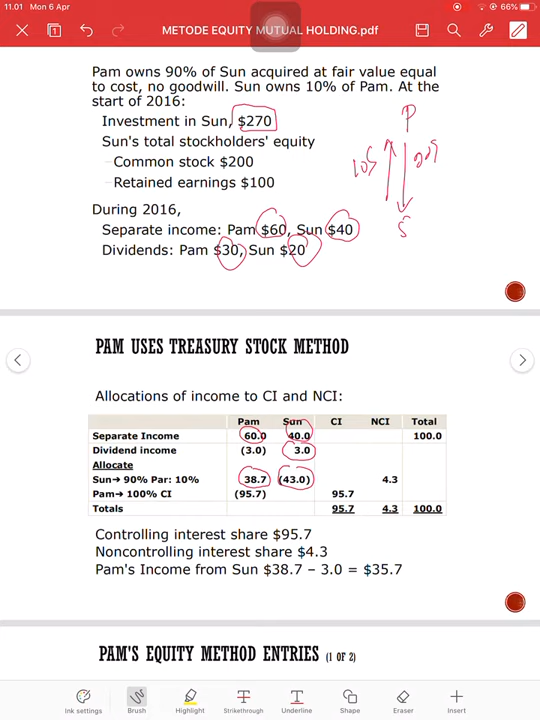 11.01 Mon 6 Apr
66%
METODE EQUITY MUTUAL HOLDING.pdf
Pam owns 90% of Sun acquired at fair value equal
to cost, no goodwill. Sun owns 10% of Pam. At the
start of 2016:
Investment in Sun, $270
Sun's total stockholders' equity
Common stock $200
Retained earnings $100
P
S
During 2016,
Separate income: Pam $60, Sun $40
Dividends: Pam $30, Sun $20
PAM USES TREASURY STOCK METHOD
Allocations of income to CI and NCI:
Pam Sun CI NCI Total
Separate Income 60.0 40.0 100.0
Dividend income (3.0) 3.0
Allocate
Sun→ 90% Par: 10% 38.7 (43.0) 4.3
Pam→ 100% CI (95.7) 95.7
Totals 95.7 4.3 100.0
Controlling interest share $95.7
Noncontrolling interest share $4.3
Pam's Income from Sun $38.7 – 3.0 = $35.7
PAM'S EQUITY METHOD ENTRIES (1 OF 2)
Ink settings Brush Highlight Strikethrough Underline Shape Eraser Insert